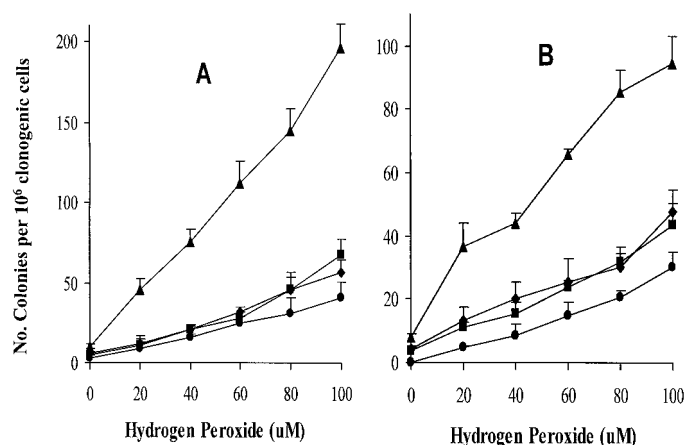 No. Colonies per 10⁶ clonogenic cells
A
200
150
100
50
0
0 20 40 60 80 100
Hydrogen Peroxide (uM)
B
100
80
60
40
20
0
0 20 40 60 80 100
Hydrogen Peroxide (uM)